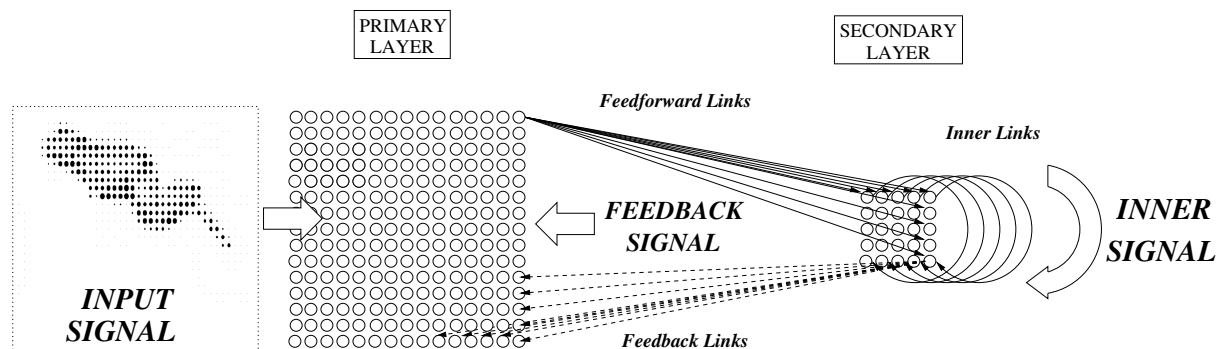 PRIMARY
LAYER
SECONDARY
LAYER
Feedforward Links
Inner Links
FEEDBACK
SIGNAL
INNER
SIGNAL
INPUT
SIGNAL
Feedback Links